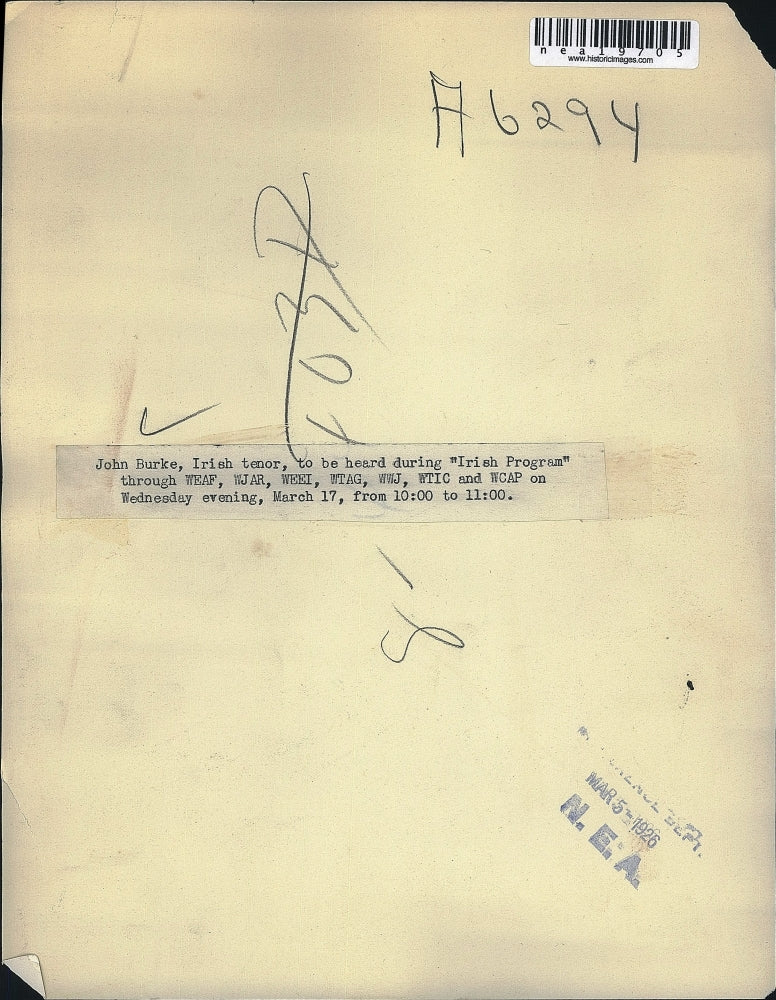 nea19705
www.historicimages.com
A6294
John Burke, Irish tenor, to be heard during "Irish Program"
through WEAF, WJAR, WEEI, WTAG, WWJ, WTIC and WCAP on
Wednesday evening, March 17, from 10:00 to 11:00.
DEPT.
MAR 5 - 1926
N. E. A.